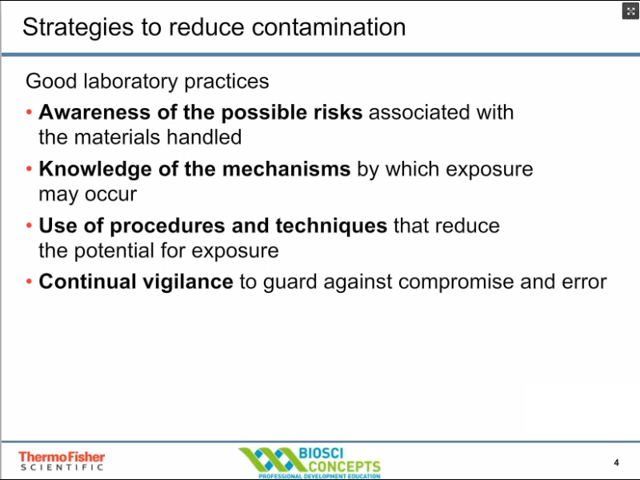 Strategies to reduce contamination
Good laboratory practices
• Awareness of the possible risks associated with
the materials handled
• Knowledge of the mechanisms by which exposure
may occur
• Use of procedures and techniques that reduce
the potential for exposure
• Continual vigilance to guard against compromise and error
ThermoFisher
SCIENTIFIC
BIOSCI
CONCEPTS
PROFESSIONAL DEVELOPMENT EDUCATION
4